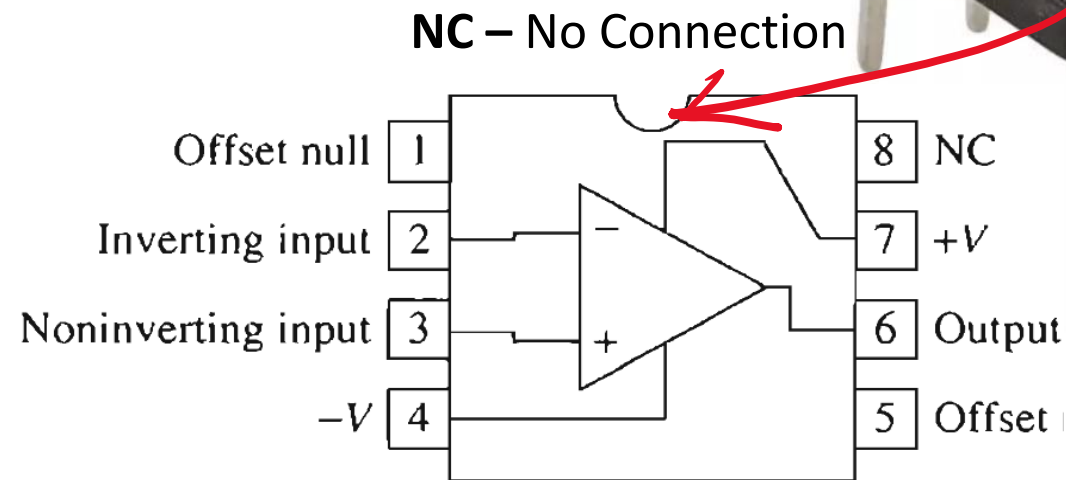 NC – No Connection
Offset null 1
8 NC
Inverting input 2
−
7 +V
Noninverting input 3
+
6 Output
−V 4
5 Offset